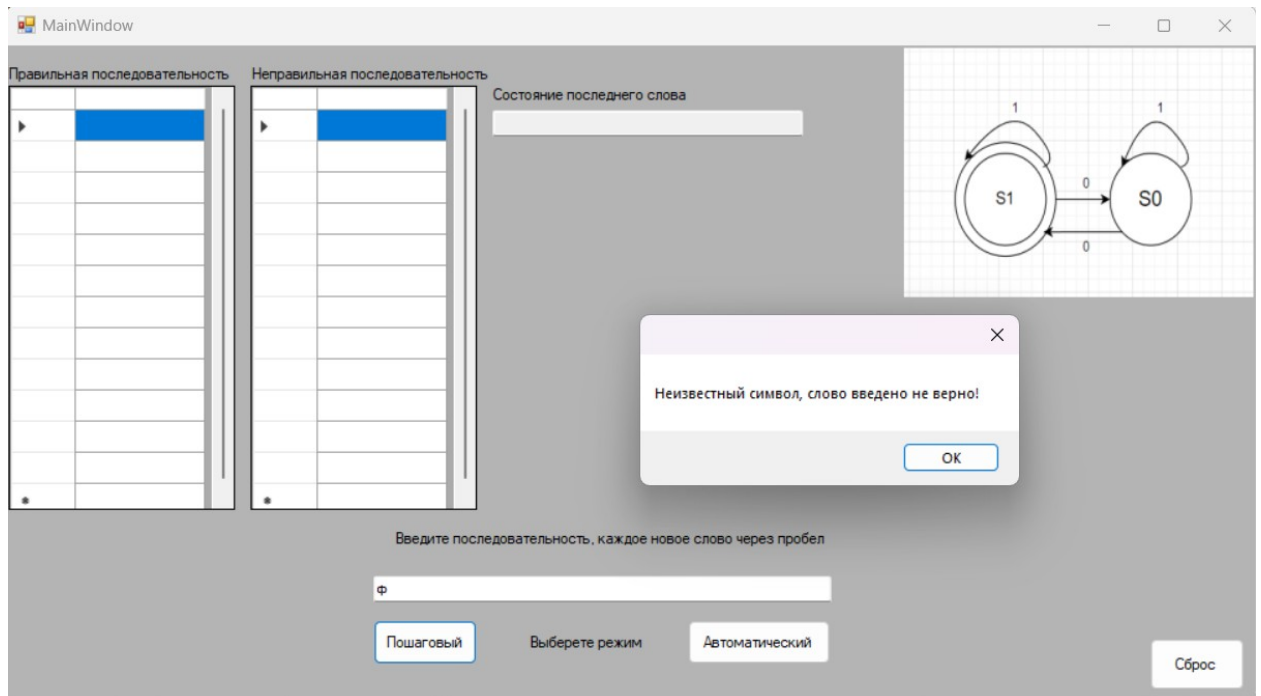 MainWindow
Правильная последовательность
Неправильная последовательность
Состояние последнего слова
1
1
S1
0
S0
0
Неизвестный символ, слово введено не верно!
ОК
Введите последовательность, каждое новое слово через пробел
ф
Пошаговый
Выберете режим
Автоматический
Сброс